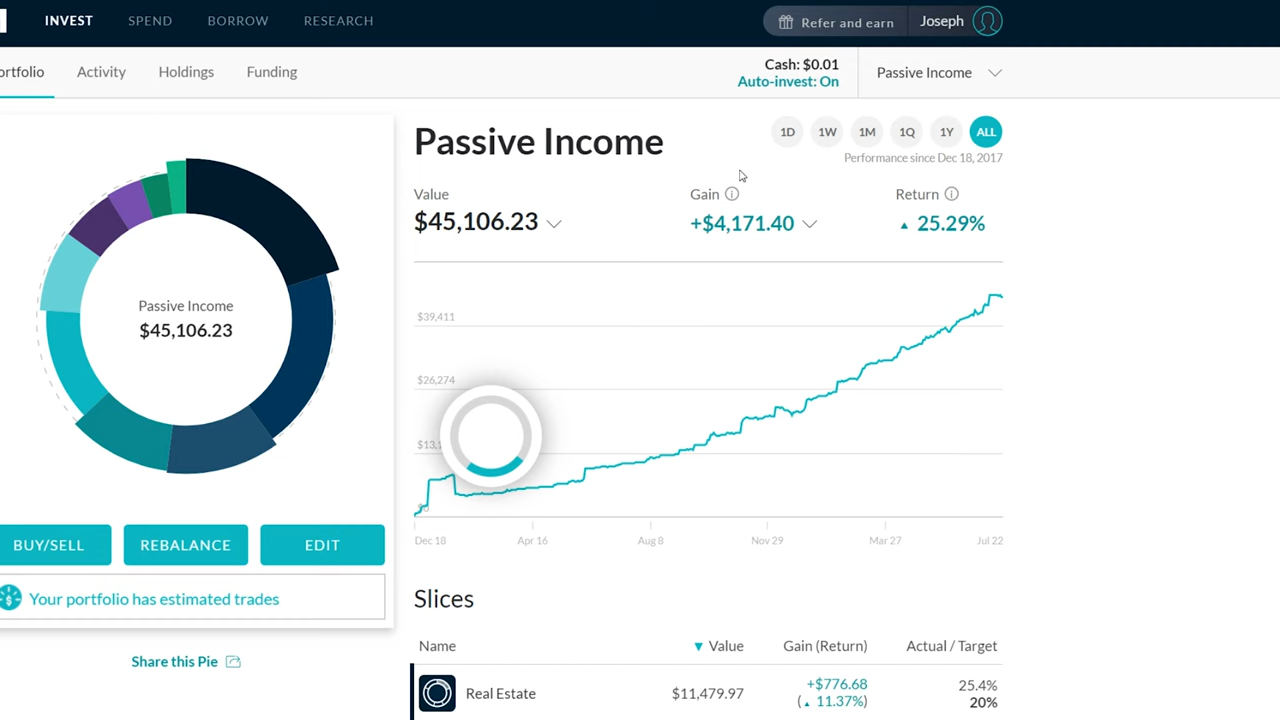 INVEST SPEND BORROW RESEARCH Refer and earn Joseph
ortfolio Activity Holdings Funding Cash: $0.01 Passive Income
Auto-invest: On
Passive Income 1D 1W 1M 1Q 1Y ALL
Performance since Dec 18, 2017
Value Gain Return
$45,106.23 +$4,171.40 25.29%
Passive Income
$45,106.23
$39,411
$26,274
$13,
Dec 18 Apr 16 Aug 8 Nov 29 Mar 27 Jul 22
BUY/SELL REBALANCE EDIT
Your portfolio has estimated trades
Share this Pie
Slices
Name Value Gain (Return) Actual / Target
Real Estate $11,479.97 +$776.68 25.4%
(▲ 11.37%) 20%